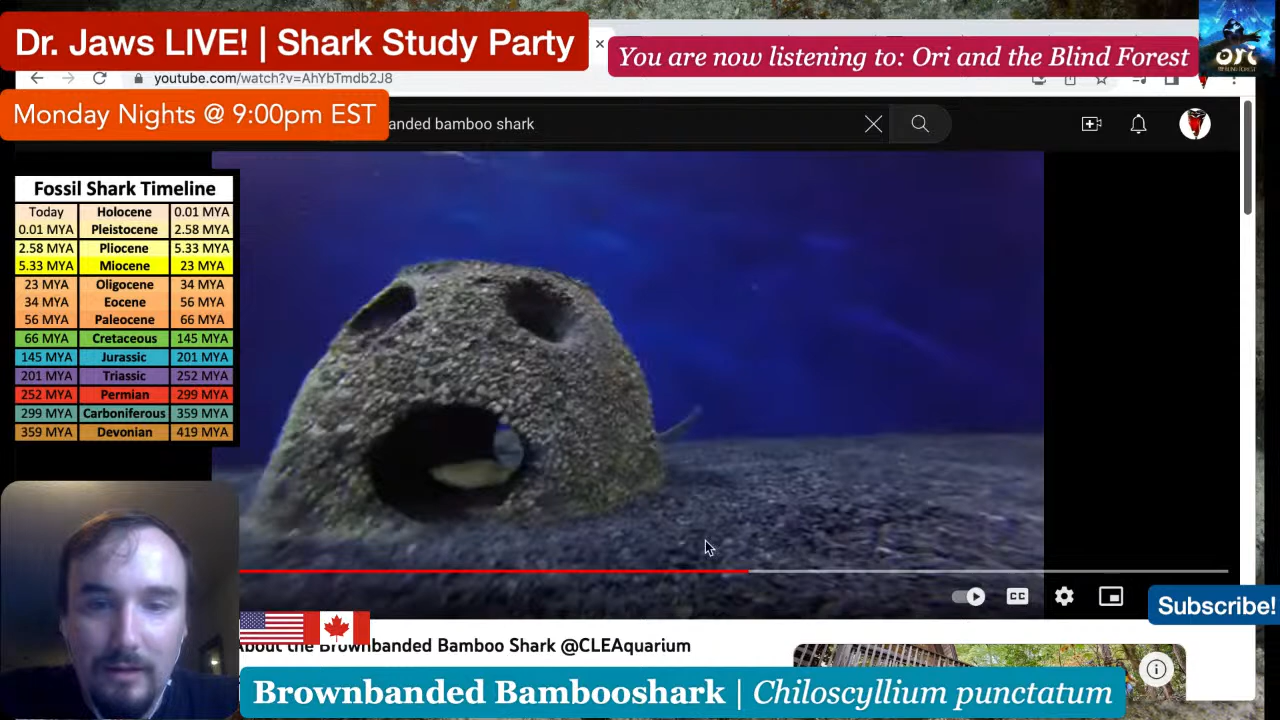 Dr. Jaws LIVE! | Shark Study Party
You are now listening to: Ori and the Blind Forest
ori
youtube.com/watch?v=AhYbTmdb2J8
Monday Nights @ 9:00pm EST
anded bamboo shark
Fossil Shark Timeline
Today Holocene 0.01 MYA
0.01 MYA Pleistocene 2.58 MYA
2.58 MYA Pliocene 5.33 MYA
5.33 MYA Miocene 23 MYA
23 MYA Oligocene 34 MYA
34 MYA Eocene 56 MYA
56 MYA Paleocene 66 MYA
66 MYA Cretaceous 145 MYA
145 MYA Jurassic 201 MYA
201 MYA Triassic 252 MYA
252 MYA Permian 299 MYA
299 MYA Carboniferous 359 MYA
359 MYA Devonian 419 MYA
CC
Subscribe!
About the Brownbanded Bamboo Shark @CLEAquarium
Brownbanded Bambooshark | Chiloscyllium punctatum